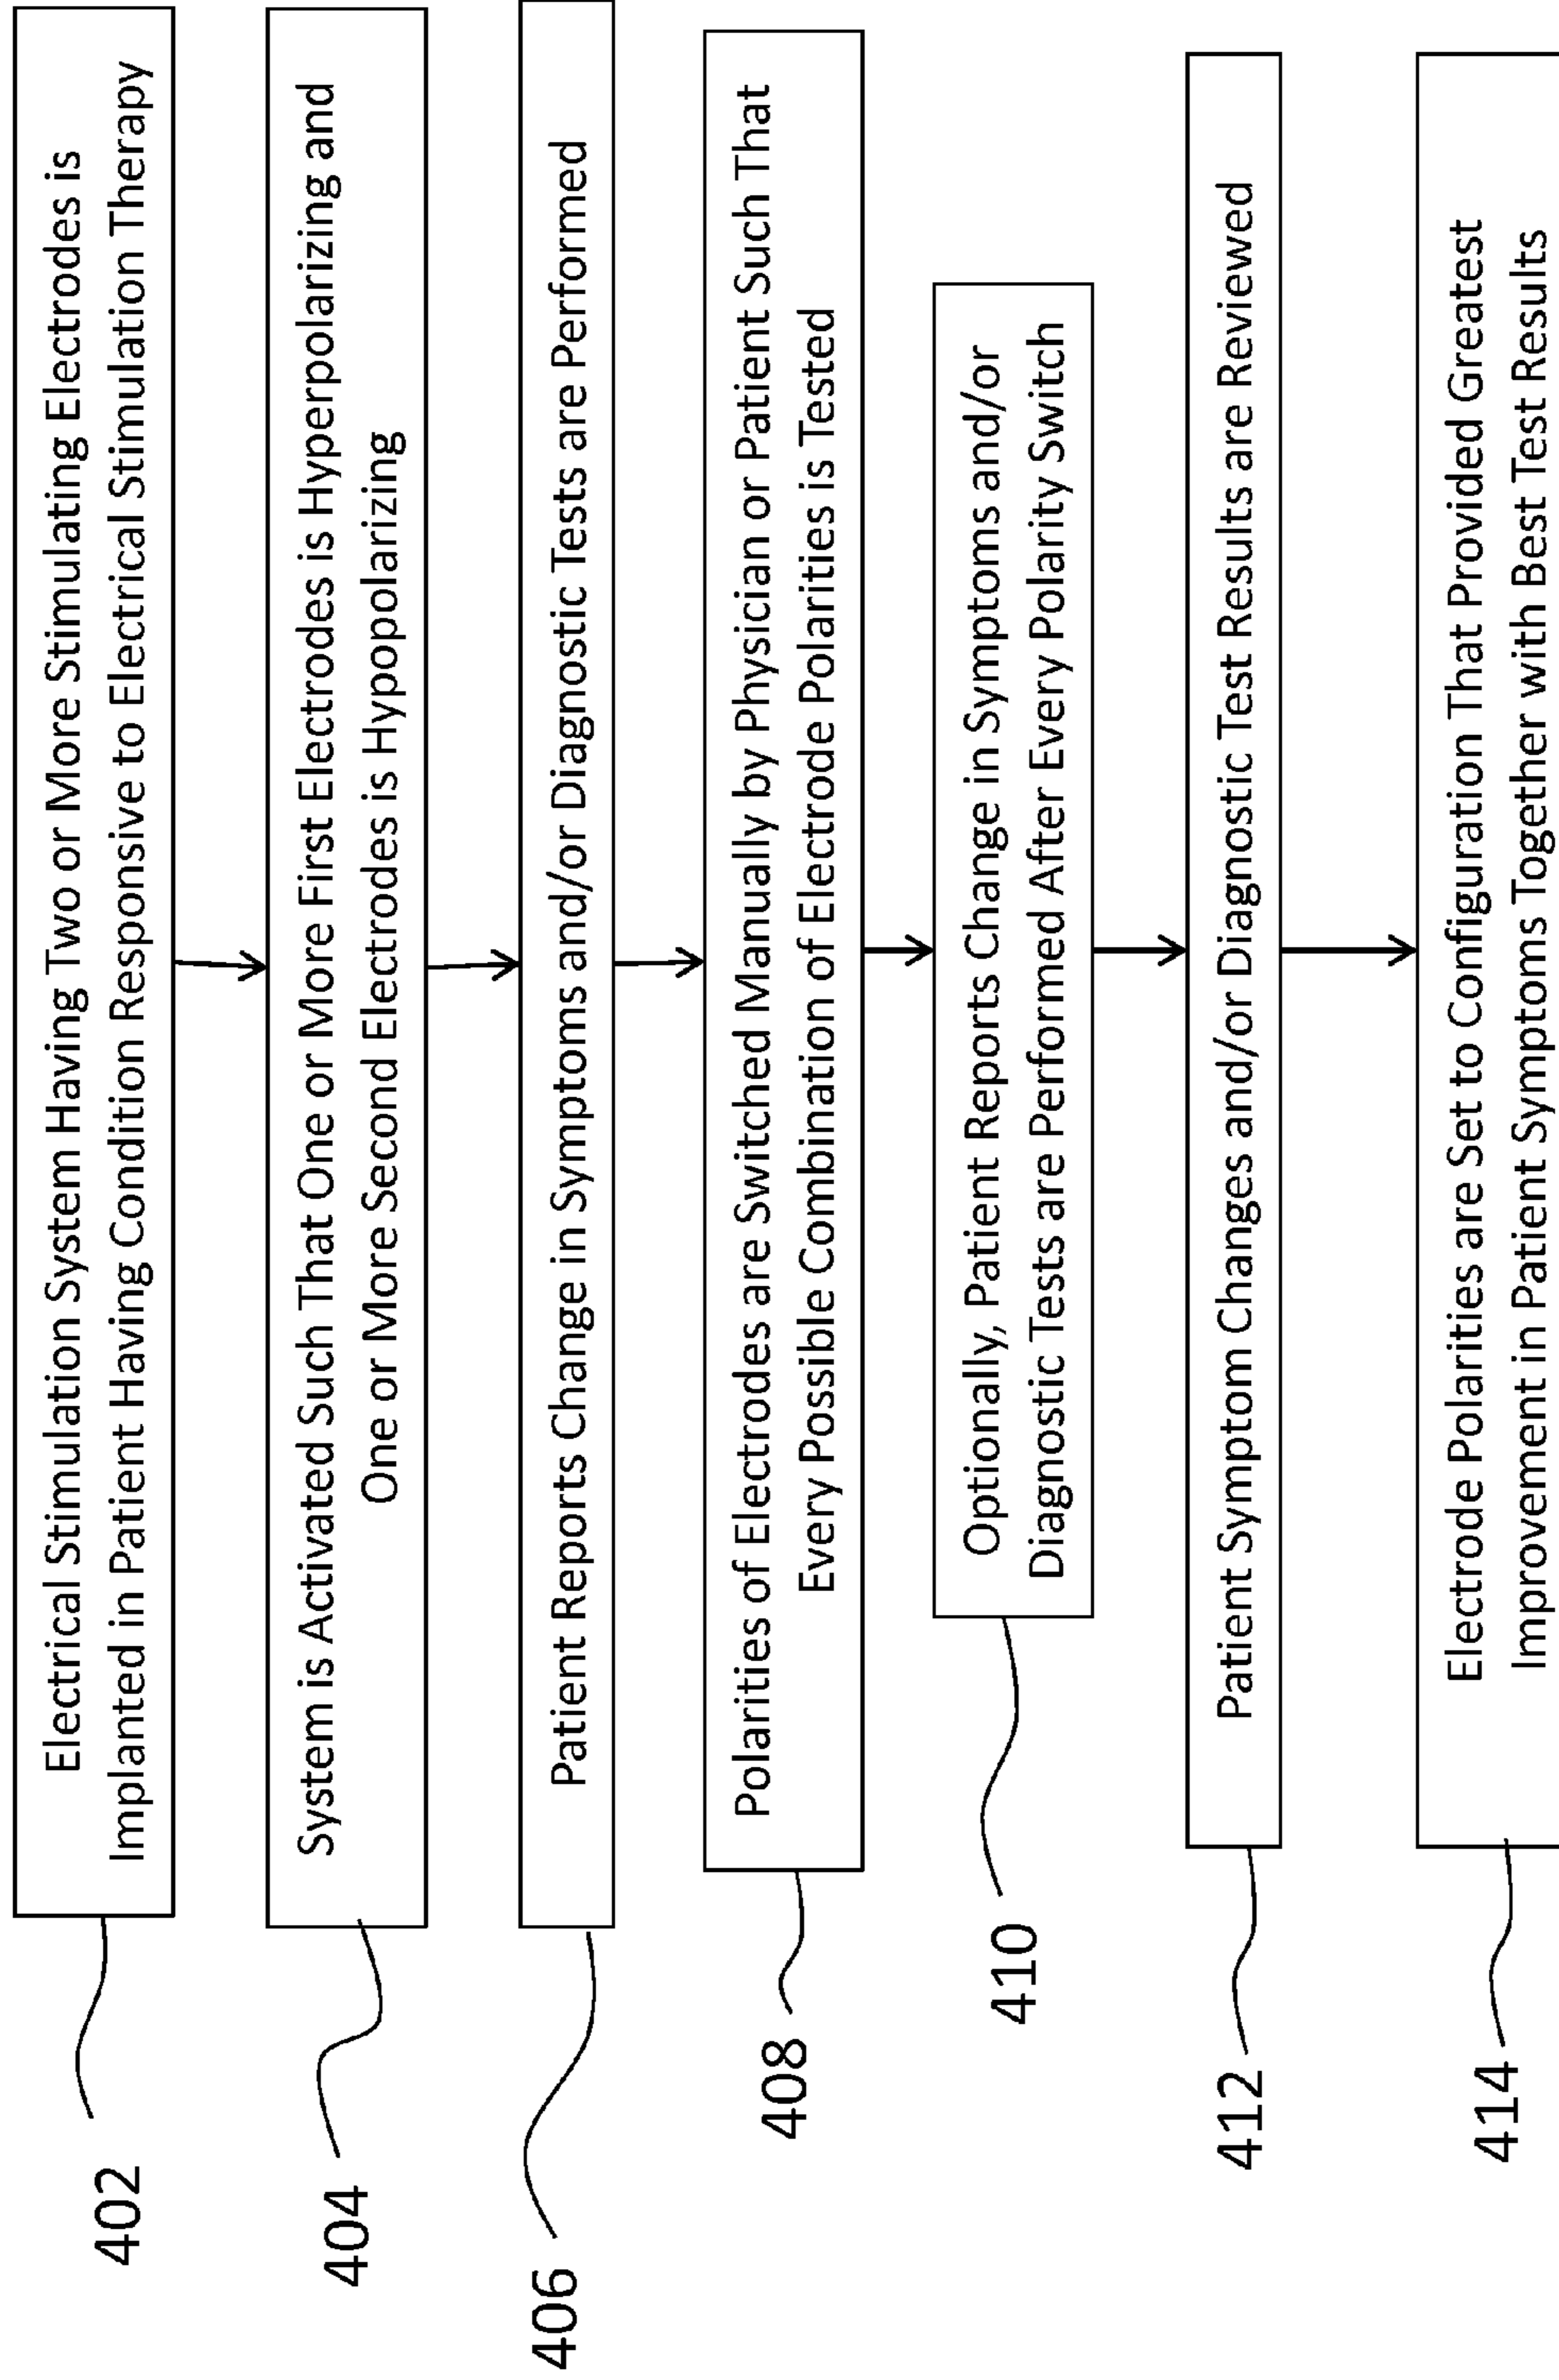 402
Electrical Stimulation System Having Two or More Stimulating Electrodes is
Implanted in Patient Having Condition Responsive to Electrical Stimulation Therapy
404
System is Activated Such That One or More First Electrodes is Hyperpolarizing and
One or More Second Electrodes is Hypopolarizing
406
Patient Reports Change in Symptoms and/or Diagnostic Tests are Performed
408
Polarities of Electrodes are Switched Manually by Physician or Patient Such That
Every Possible Combination of Electrode Polarities is Tested
410
Optionally, Patient Reports Change in Symptoms and/or
Diagnostic Tests are Performed After Every Polarity Switch
412
Patient Symptom Changes and/or Diagnostic Test Results are Reviewed
414
Electrode Polarities are Set to Configuration That Provided Greatest
Improvement in Patient Symptoms Together with Best Test Results